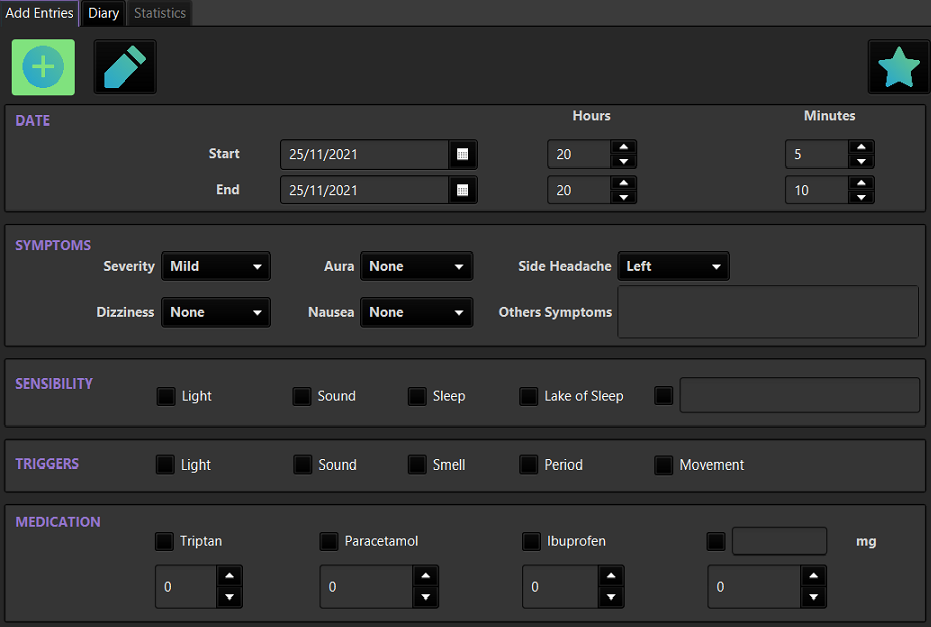 Add Entries Diary Statistics
DATE Hours Minutes
Start 25/11/2021 20 5
End 25/11/2021 20 10
SYMPTOMS
Severity Mild Aura None Side Headache Left
Dizziness None Nausea None Others Symptoms
SENSIBILITY
Light Sound Sleep Lake of Sleep
TRIGGERS Light Sound Smell Period Movement
MEDICATION
Triptan Paracetamol Ibuprofen mg
0 0 0 0